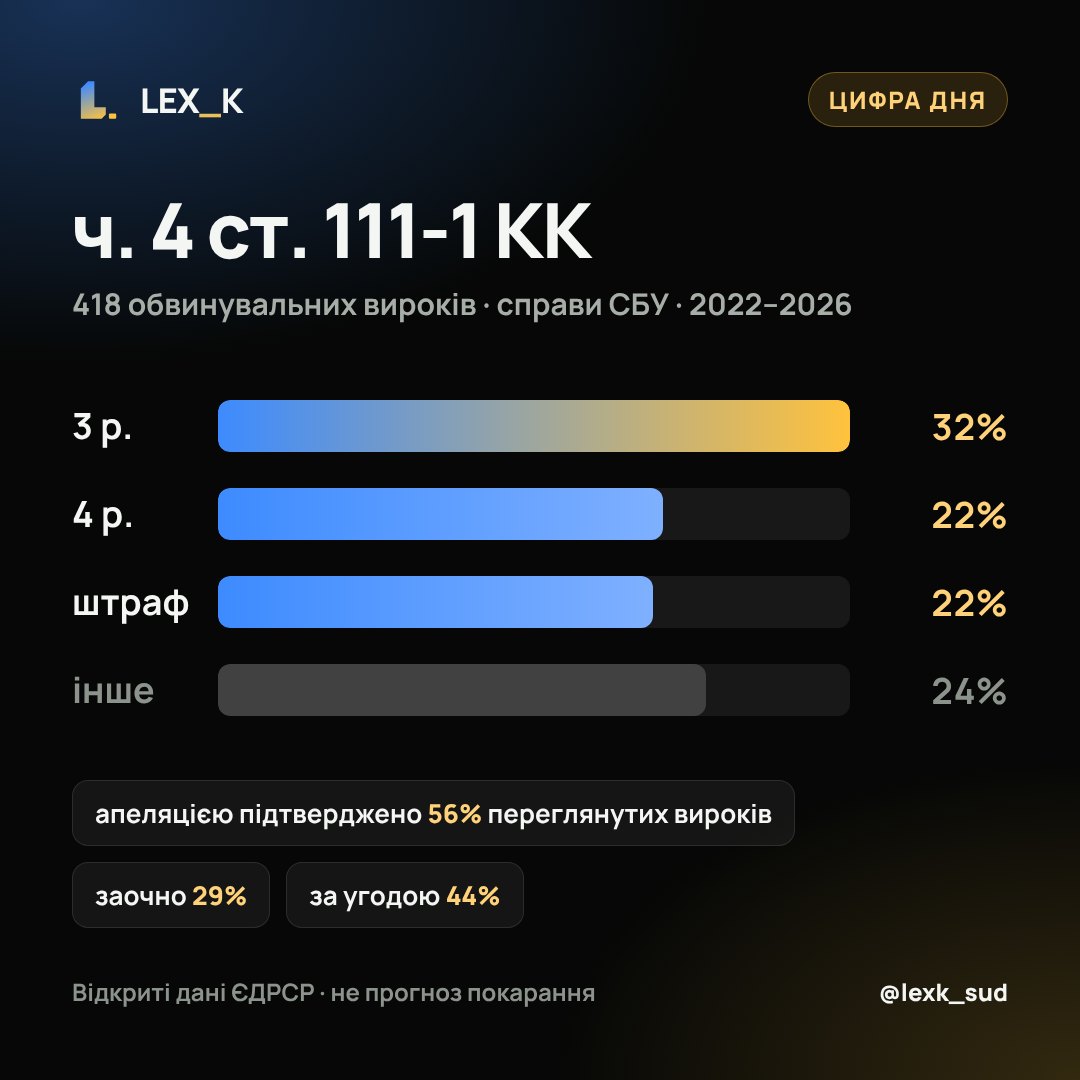 LEX_K
ЦИФРА ДНЯ
ч. 4 ст. 111-1 КК
418 обвинувальних вироків · справи СБУ · 2022–2026
3 р. 32%
4 р. 22%
штраф 22%
інше 24%
апеляцією підтверджено 56% переглянутих вироків
заочно 29% за угодою 44%
Відкриті дані ЄДРСР · не прогноз покарання
@lexk_sud